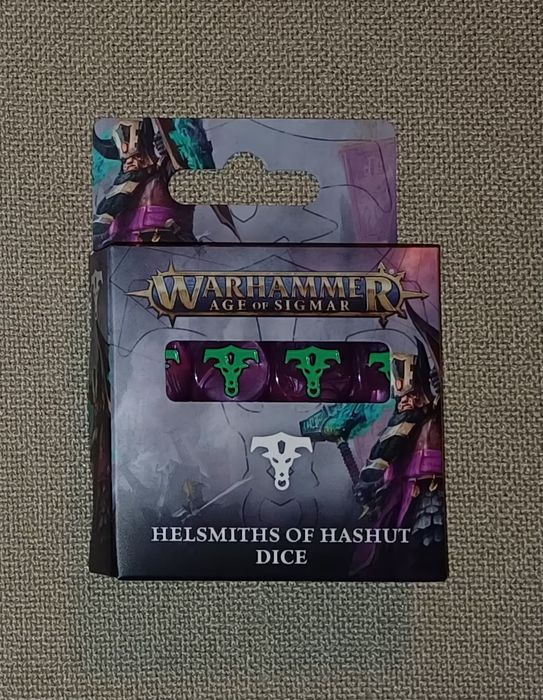 WARHAMMER
AGE OF SIGMAR
HELSMITHS OF HASHUT
DICE